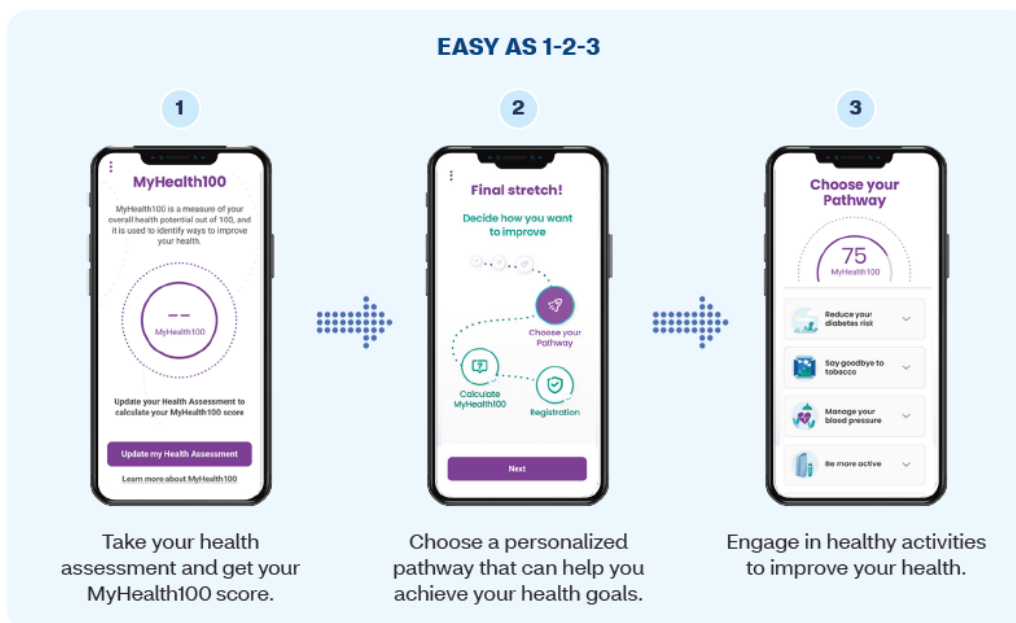 EASY AS 1-2-3
1
MyHealth100
MyHealth100 is a measure of your
overall health potential out of 100, and
it is used to identify ways to improve
your health.
--
MyHealth100
Update your Health Assessment to
calculate your MyHealth100 score
Update my Health Assessment
Learn more about MyHealth100
Take your health
assessment and get your
MyHealth100 score.
2
Final stretch!
Decide how you want
to improve
Choose your
Pathway
Calculate
MyHealth100
Registration
Next
Choose a personalized
pathway that can help you
achieve your health goals.
3
Choose your
Pathway
75
MyHealth100
Reduce your
diabetes risk
Say goodbye to
tobacco
Manage your
blood pressure
Be more active
Engage in healthy activities
to improve your health.